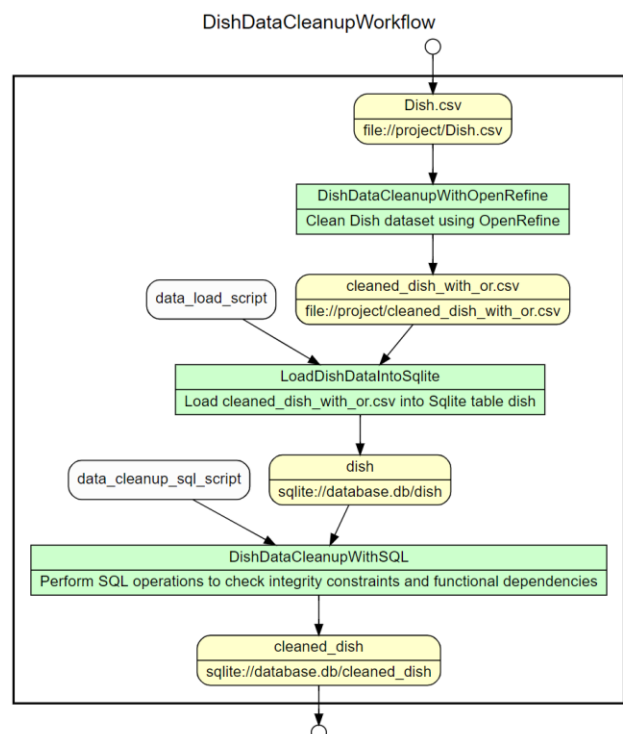 DishDataCleanupWorkflow
Dish.csv
file://project/Dish.csv
DishDataCleanupWithOpenRefine
Clean Dish dataset using OpenRefine
cleaned_dish_with_or.csv
file://project/cleaned_dish_with_or.csv
data_load_script
LoadDishDataIntoSqlite
Load cleaned_dish_with_or.csv into Sqlite table dish
dish
sqlite://database.db/dish
data_cleanup_sql_script
DishDataCleanupWithSQL
Perform SQL operations to check integrity constraints and functional dependencies
cleaned_dish
sqlite://database.db/cleaned_dish